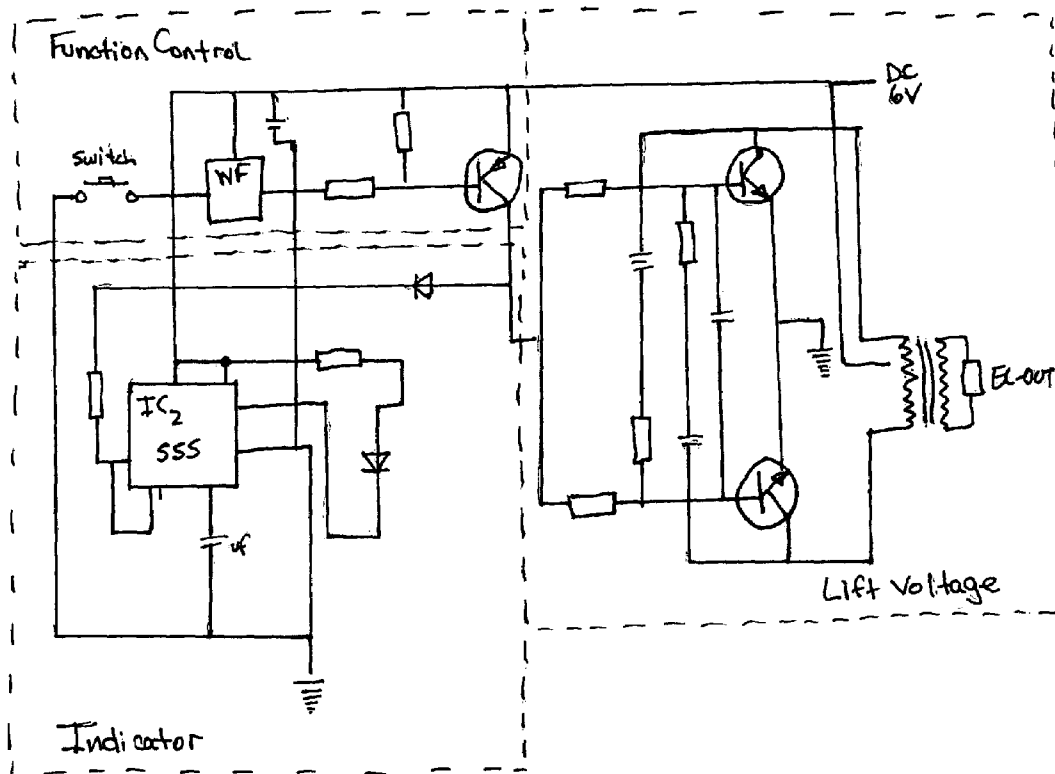 Function Control
DC
6V
Switch
WF
IC2
555
uf
EL-OUT
Lift Voltage
Indicator